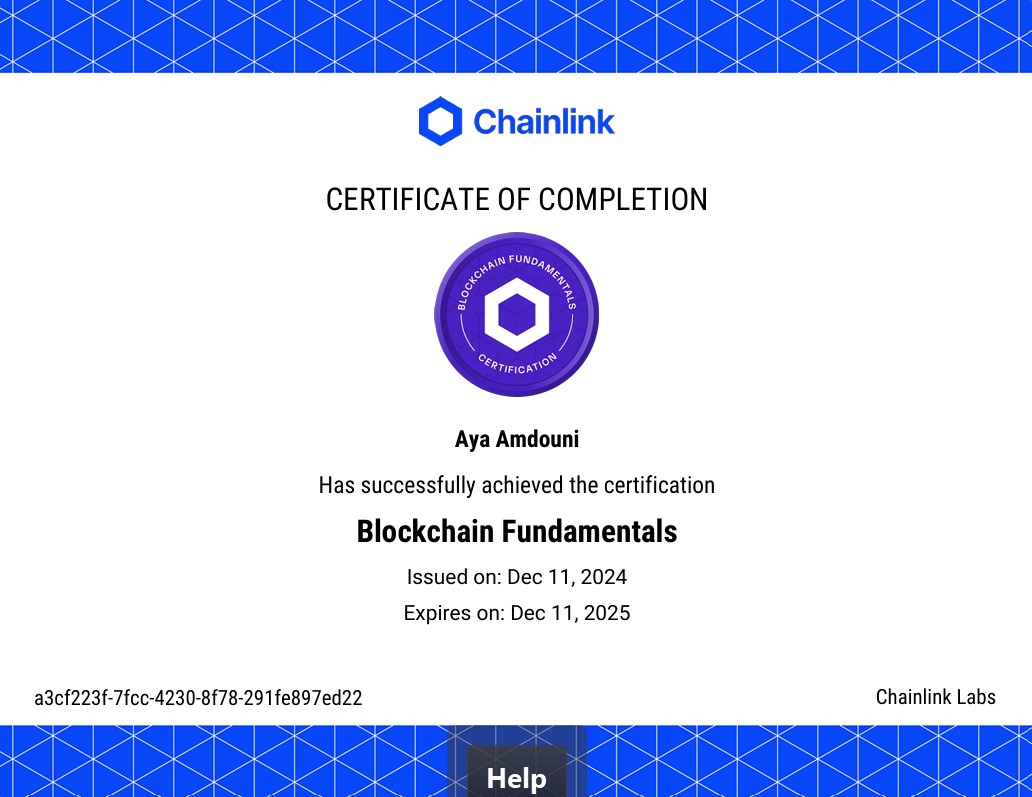 Chainlink
CERTIFICATE OF COMPLETION
BLOCKCHAIN FUNDAMENTALS
CERTIFICATION
Aya Amdouni
Has successfully achieved the certification
Blockchain Fundamentals
Issued on: Dec 11, 2024
Expires on: Dec 11, 2025
a3cf223f-7fcc-4230-8f78-291fe897ed22
Chainlink Labs
Help